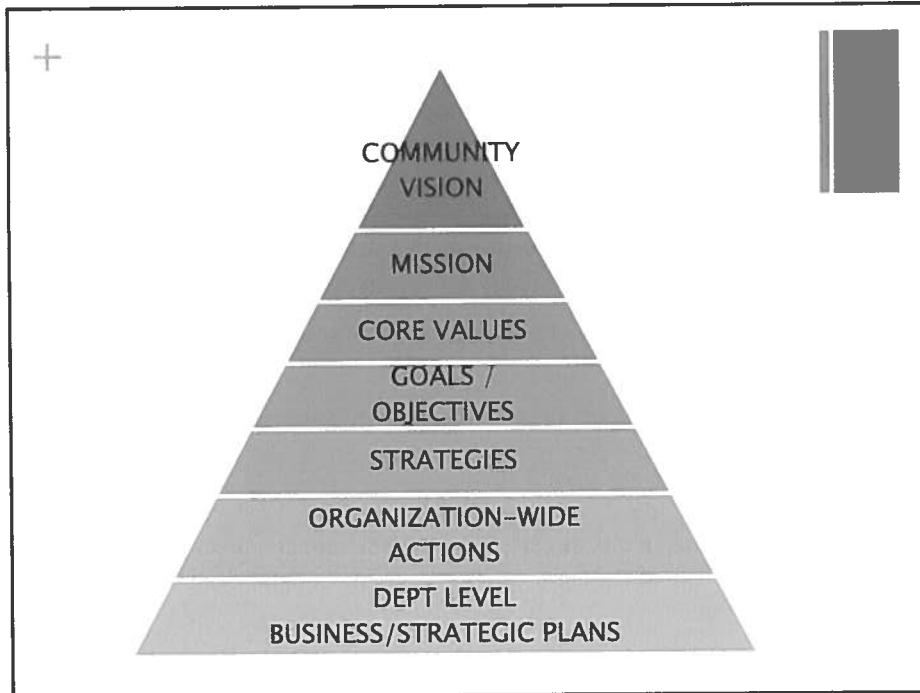 COMMUNITY
VISION
MISSION
CORE VALUES
GOALS /
OBJECTIVES
STRATEGIES
ORGANIZATION-WIDE
ACTIONS
DEPT LEVEL
BUSINESS/STRATEGIC PLANS